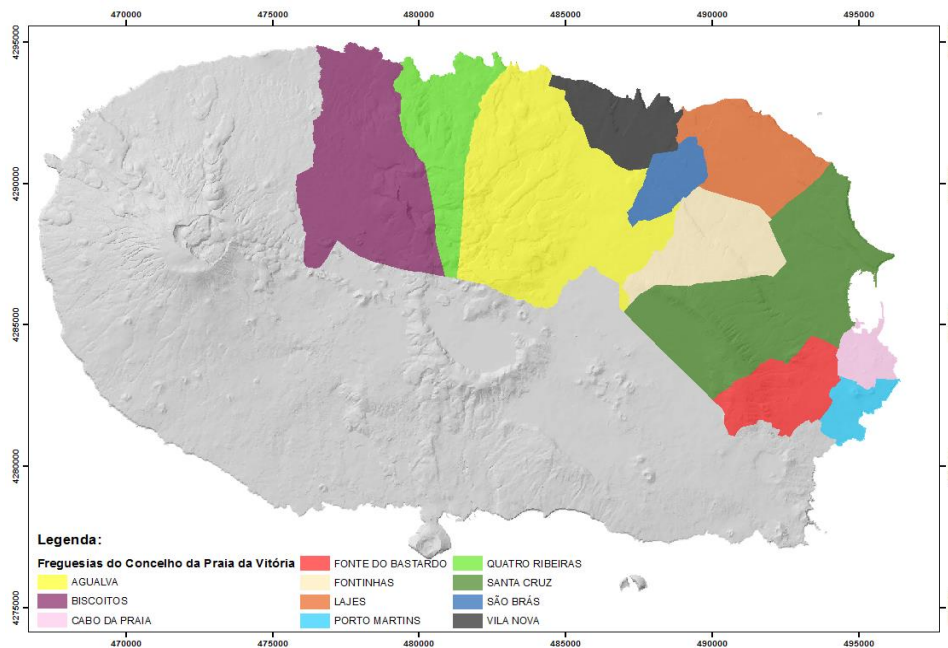 470000 475000 480000 485000 490000 495000
4295000 4290000 4285000 4280000 4275000
Legenda:
Freguesias do Concelho da Praia da Vitória
AGUALVA
BISCOITOS
CABO DA PRAIA
FONTE DO BASTARDO
FONTINHAS
LAJES
PORTO MARTINS
QUATRO RIBEIRAS
SANTA CRUZ
SÃO BRÁS
VILA NOVA
470000 475000 480000 485000 490000 495000